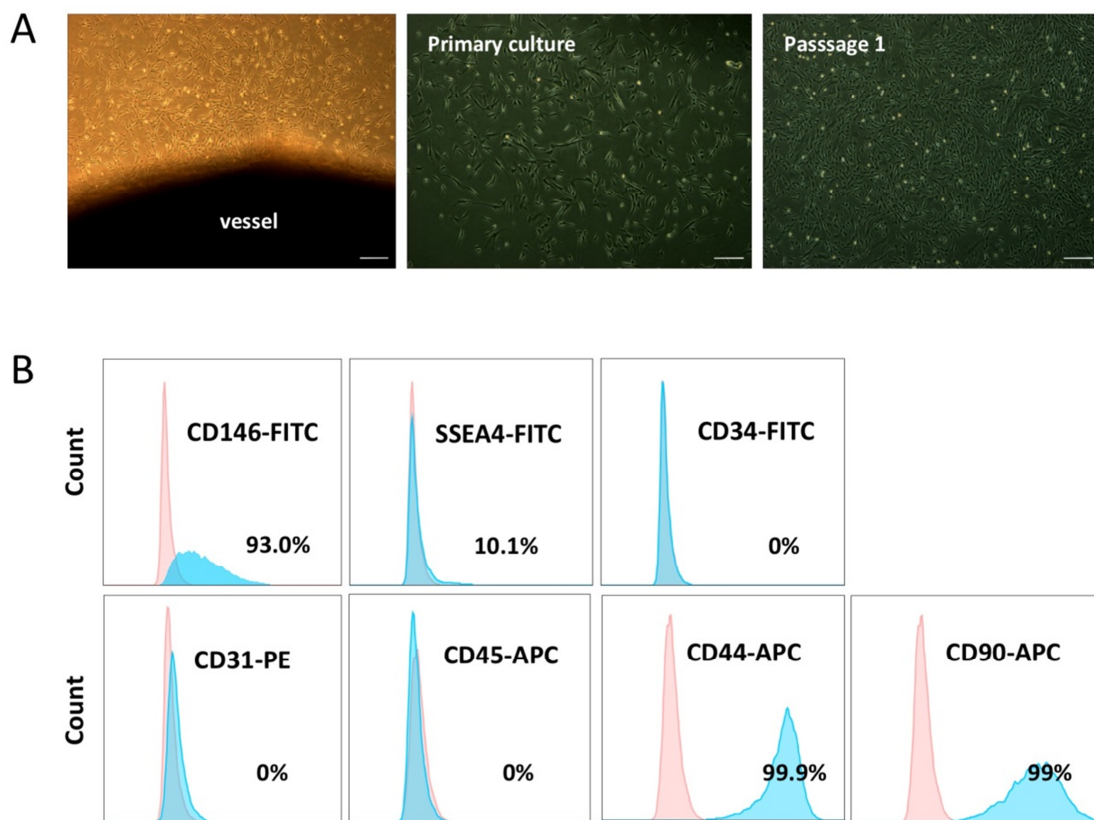 A
vessel
Primary culture
Passsage 1
B
Count
CD146-FITC
93.0%
SSEA4-FITC
10.1%
CD34-FITC
0%
Count
CD31-PE
0%
CD45-APC
0%
CD44-APC
99.9%
CD90-APC
99%